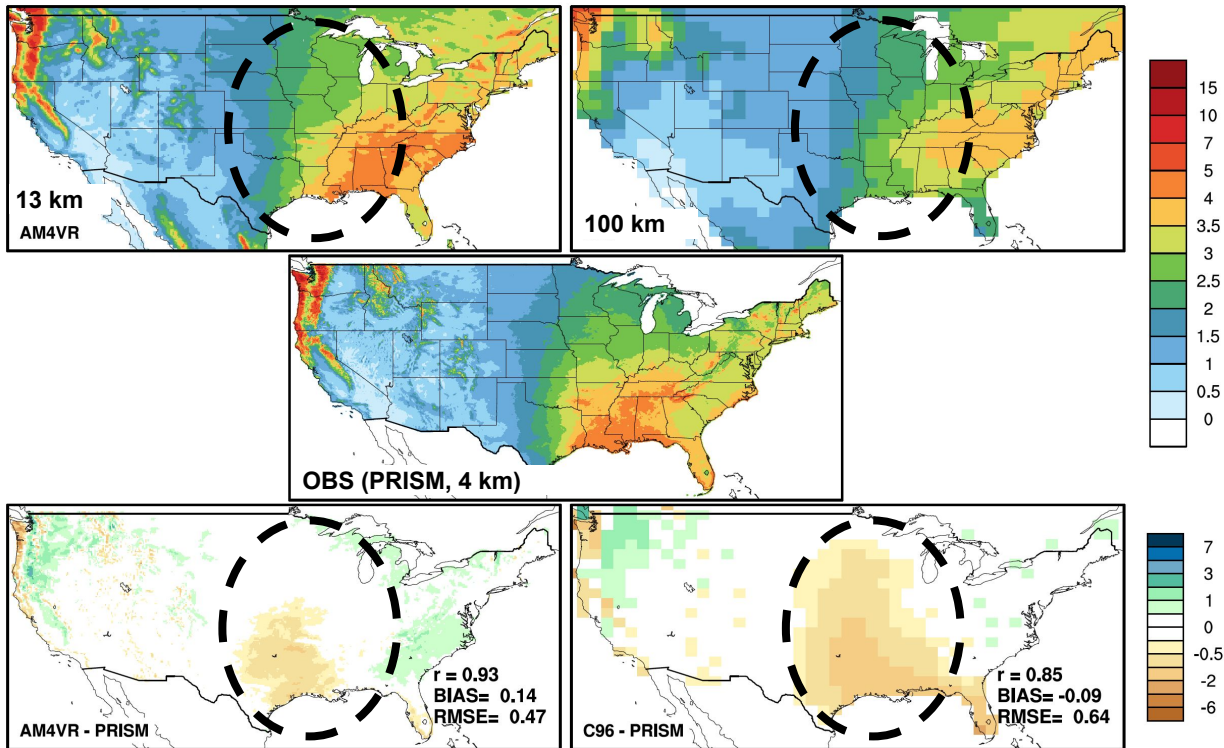 13 km
AM4VR
100 km
15
10
7
5
4
3.5
3
2.5
2
1.5
1
0.5
0
OBS (PRISM, 4 km)
r = 0.93
BIAS= 0.14
RMSE= 0.47
AM4VR - PRISM
r = 0.85
BIAS= -0.09
RMSE= 0.64
C96 - PRISM
7
3
1
0
-0.5
-2
-6